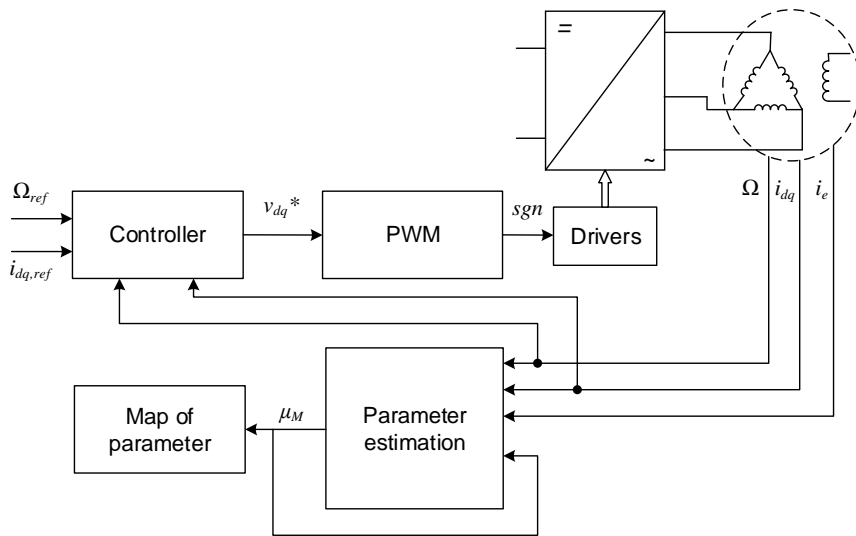 =
~
Ω i_dq i_e
Ω_ref
i_dq,ref
Controller
v_dq*
PWM
sgn
Drivers
Map of
parameter
μ_M
Parameter
estimation